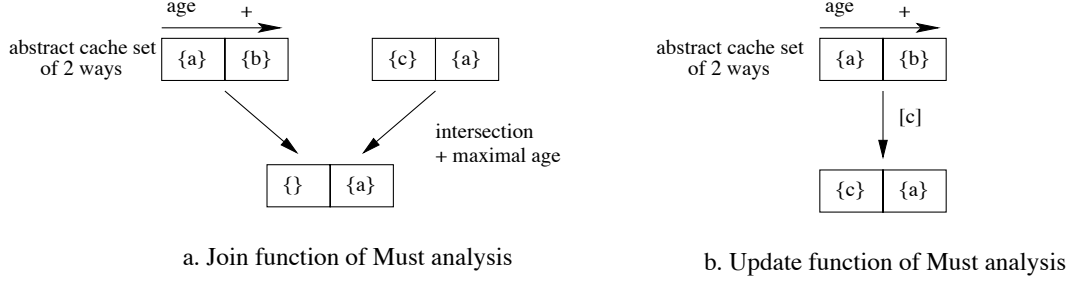 age +
abstract cache set
of 2 ways
{a} {b}
{c} {a}
intersection
+ maximal age
{} {a}
a. Join function of Must analysis
age +
abstract cache set
of 2 ways
{a} {b}
[c]
{c} {a}
b. Update function of Must analysis